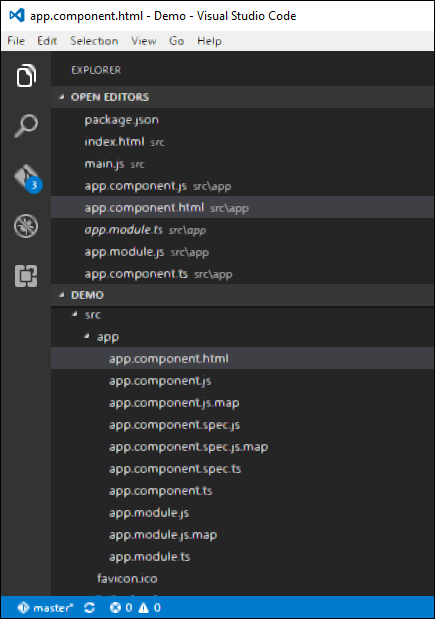 app.component.html - Demo - Visual Studio Code
File Edit Selection View Go Help
EXPLORER
OPEN EDITORS
package.json
index.html src
main.js src
app.component.js src\app
app.component.html src\app
app.module.ts src\app
app.module.js src\app
app.component.ts src\app
3
DEMO
src
app
app.component.html
app.component.js
app.component.js.map
app.component.spec.js
app.component.spec.js.map
app.component.spec.ts
app.component.ts
app.module.js
app.module.js.map
app.module.ts
favicon.ico
master* 0 0